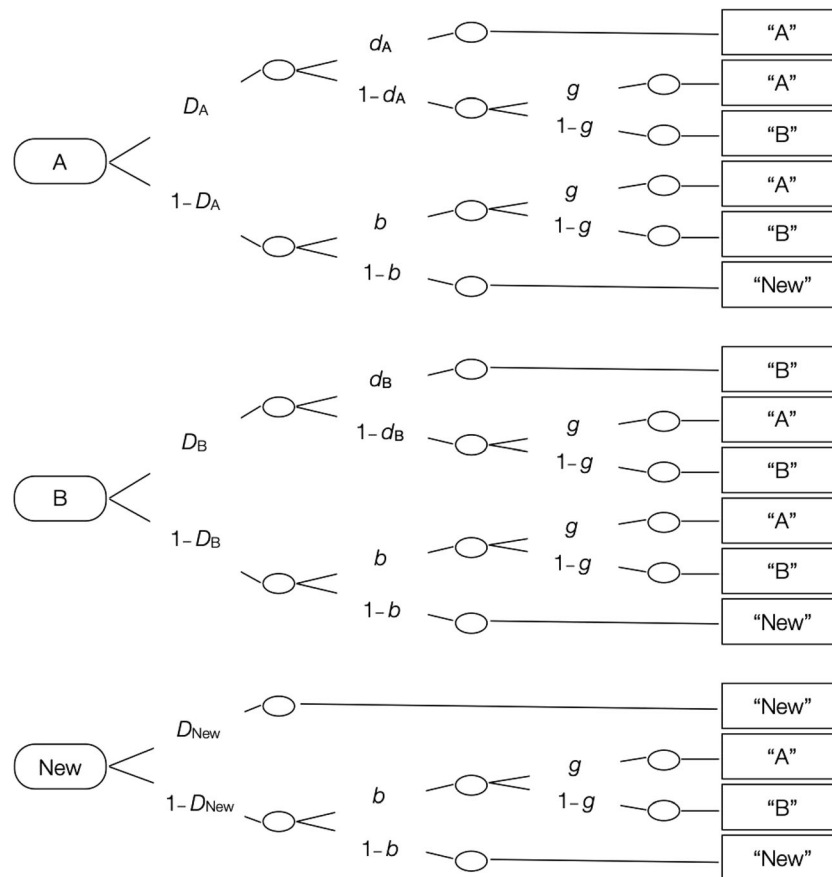 dA
“A”
DA
1–dA
g
“A”
1–g
“B”
A
1–DA
b
g
“A”
1–g
“B”
1–b
“New”
dB
“B”
DB
1–dB
g
“A”
1–g
“B”
B
1–DB
b
g
“A”
1–g
“B”
1–b
“New”
“New”
DNew
New
g
“A”
1–DNew
b
1–g
“B”
1–b
“New”